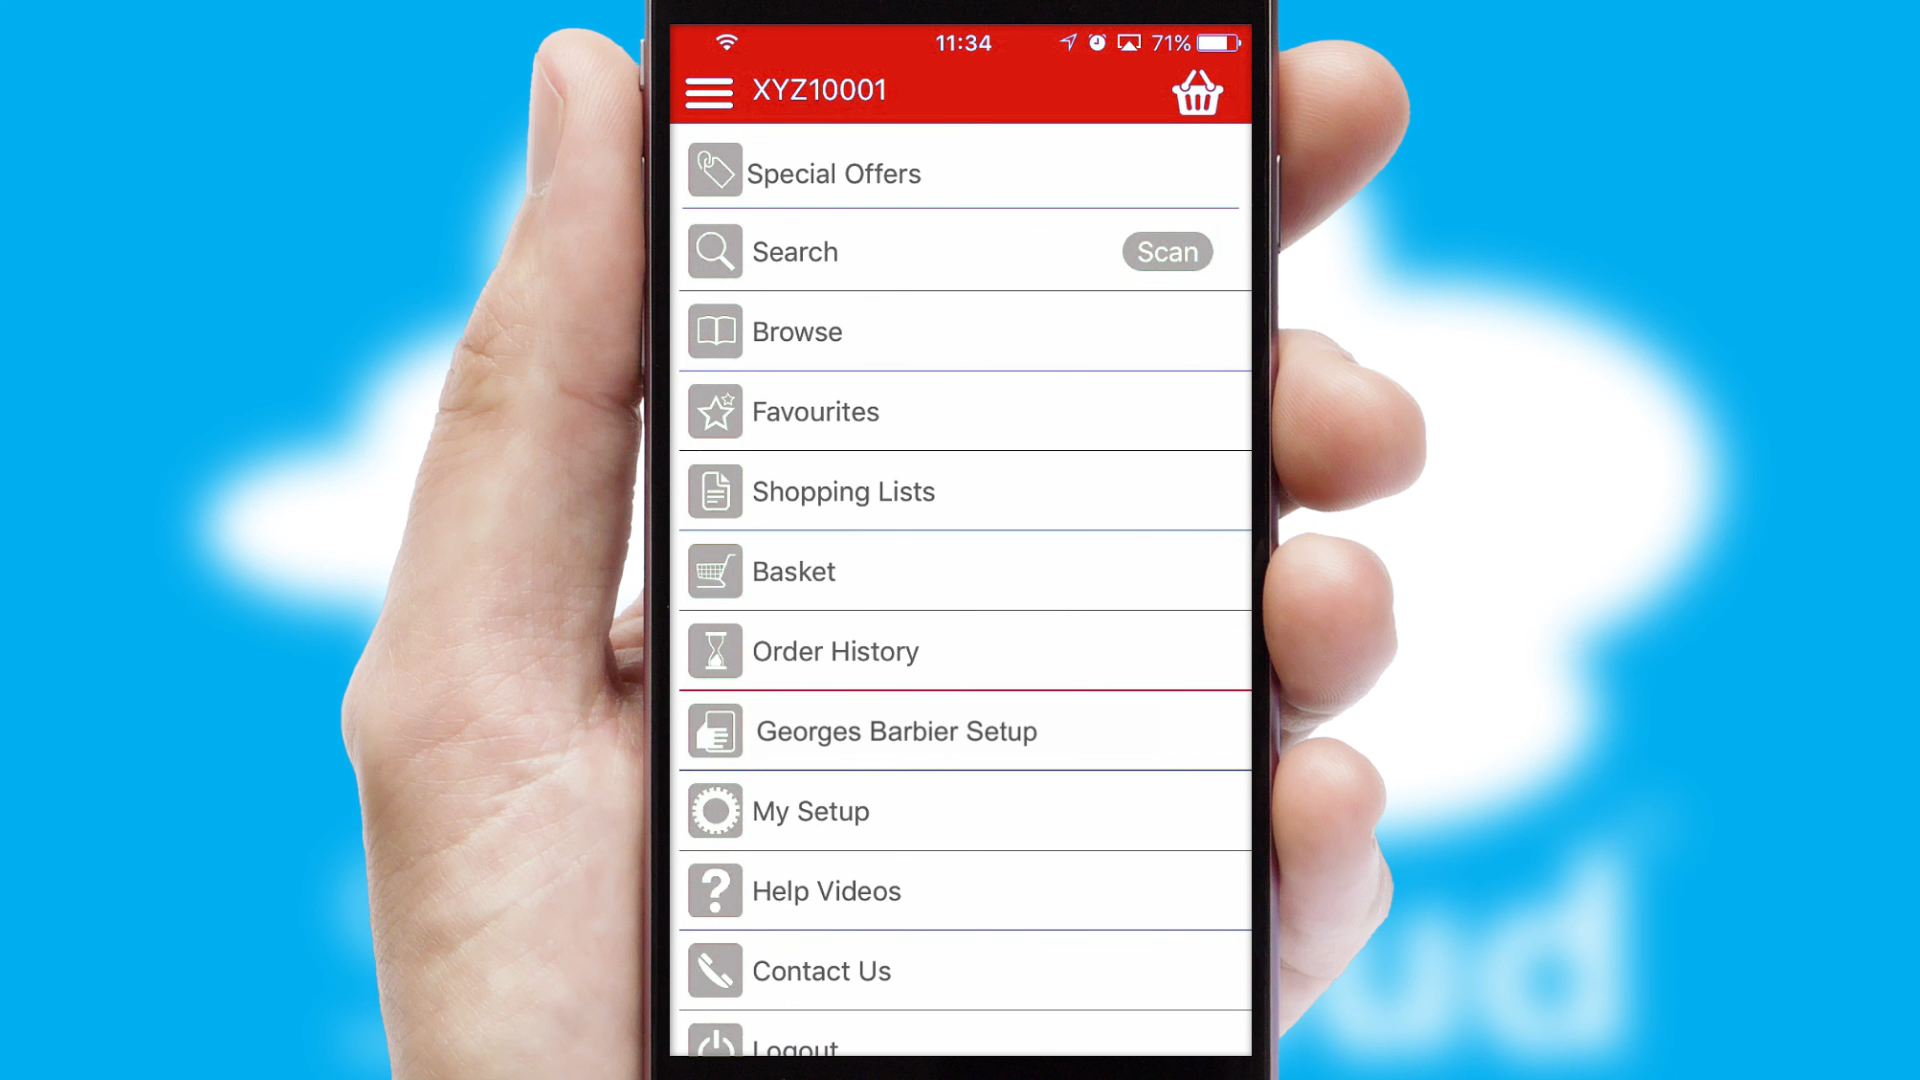 11:34
71%
XYZ10001
Special Offers
Search
Scan
Browse
Favourites
Shopping Lists
Basket
Order History
Georges Barbier Setup
My Setup
Help Videos
Contact Us
Logout
ud